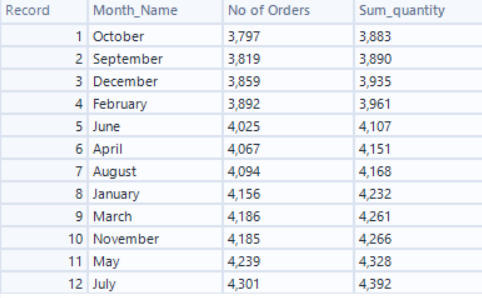 Record Month_Name No of Orders Sum_quantity
1 October 3,797 3,883
2 September 3,819 3,890
3 December 3,859 3,935
4 February 3,892 3,961
5 June 4,025 4,107
6 April 4,067 4,151
7 August 4,094 4,168
8 January 4,156 4,232
9 March 4,186 4,261
10 November 4,185 4,266
11 May 4,239 4,328
12 July 4,301 4,392